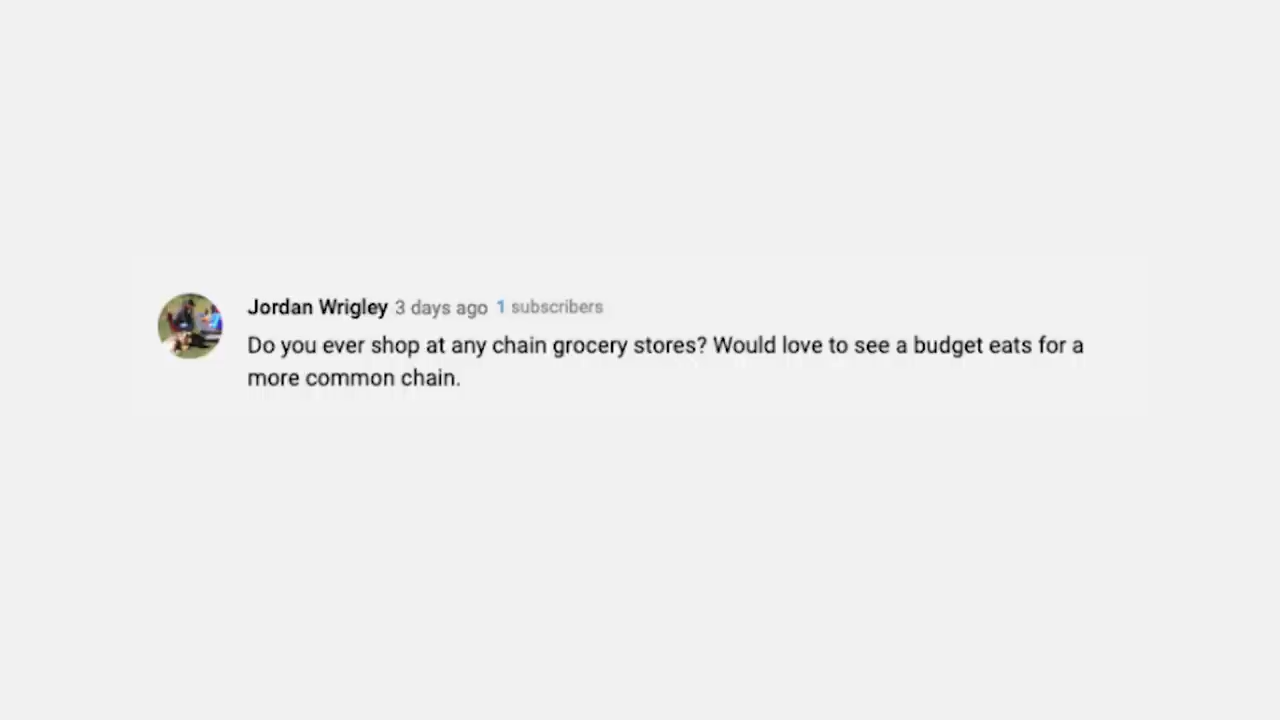 Jordan Wrigley 3 days ago 1 subscribers
Do you ever shop at any chain grocery stores? Would love to see a budget eats for a
more common chain.